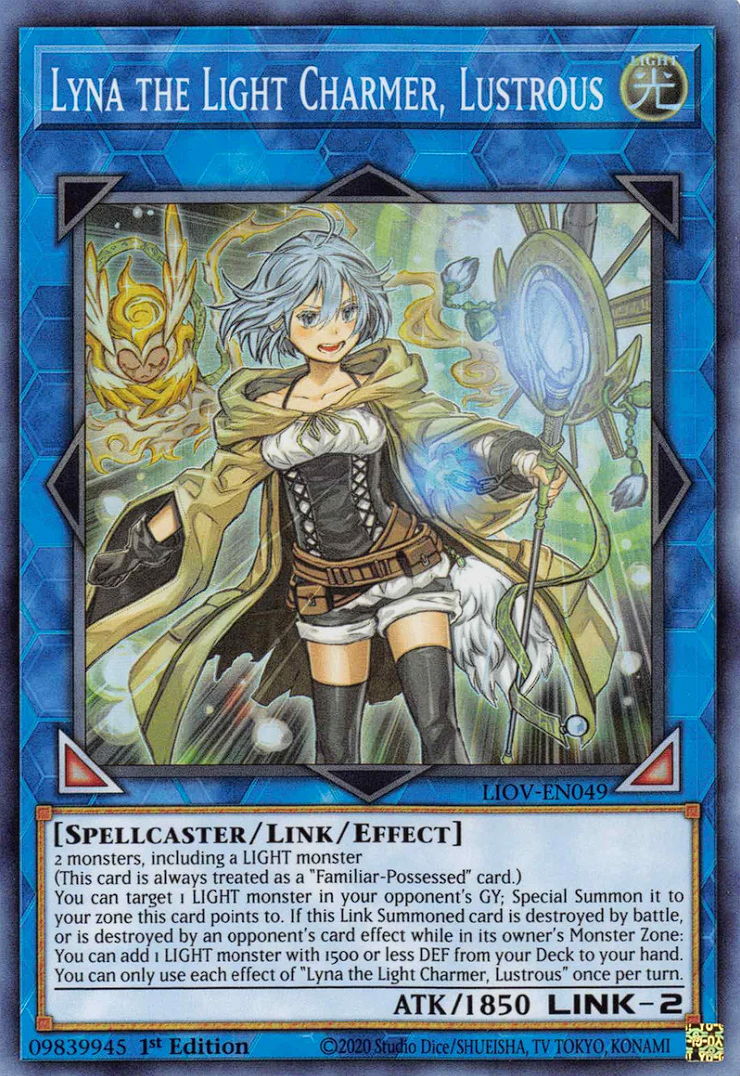 LYNA THE LIGHT CHARMER, LUSTROUS
LIGHT
光
LIOV-EN049
[SPELLCASTER/LINK/EFFECT]
2 monsters, including a LIGHT monster
(This card is always treated as a "Familiar-Possessed" card.)
You can target 1 LIGHT monster in your opponent's GY; Special Summon it to
your zone this card points to. If this Link Summoned card is destroyed by battle,
or is destroyed by an opponent's card effect while in its owner's Monster Zone:
You can add 1 LIGHT monster with 1500 or less DEF from your Deck to your hand.
You can only use each effect of "Lyna the Light Charmer, Lustrous" once per turn.
ATK/1850 LINK-2
09839945 1st Edition ©2020 Studio Dice/SHUEISHA, TV TOKYO, KONAMI